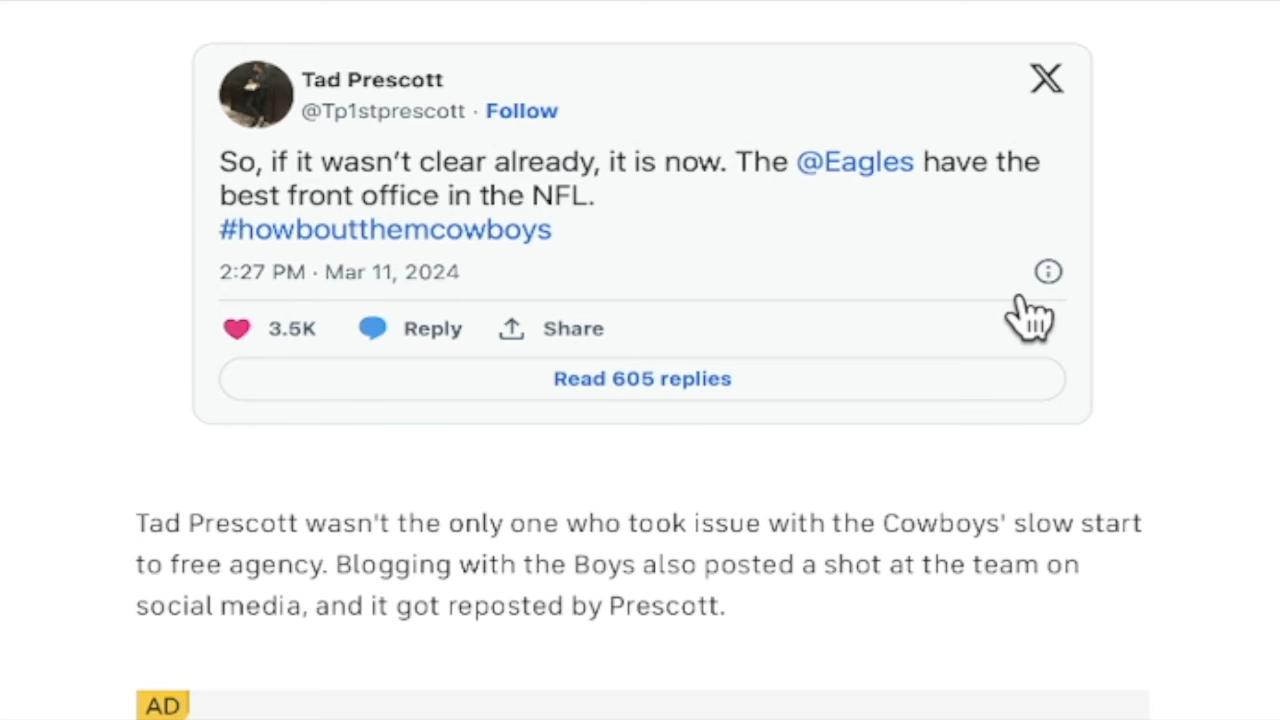 Tad Prescott
@Tp1stprescott · Follow
So, if it wasn't clear already, it is now. The @Eagles have the
best front office in the NFL.
#howboutthemcowboys
2:27 PM · Mar 11, 2024
3.5K Reply Share
Read 605 replies
Tad Prescott wasn't the only one who took issue with the Cowboys' slow start
to free agency. Blogging with the Boys also posted a shot at the team on
social media, and it got reposted by Prescott.
AD